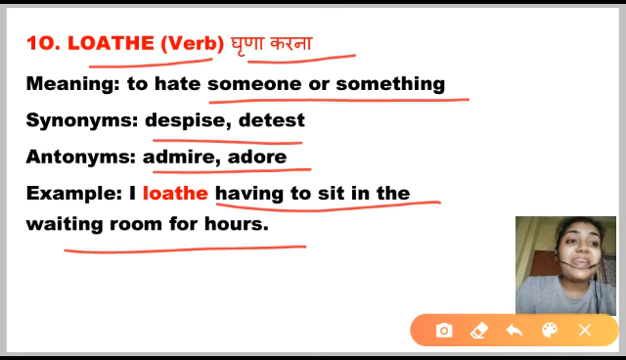 10. LOATHE (Verb) घृणा करना
Meaning: to hate someone or something
Synonyms: despise, detest
Antonyms: admire, adore
Example: I loathe having to sit in the
waiting room for hours.